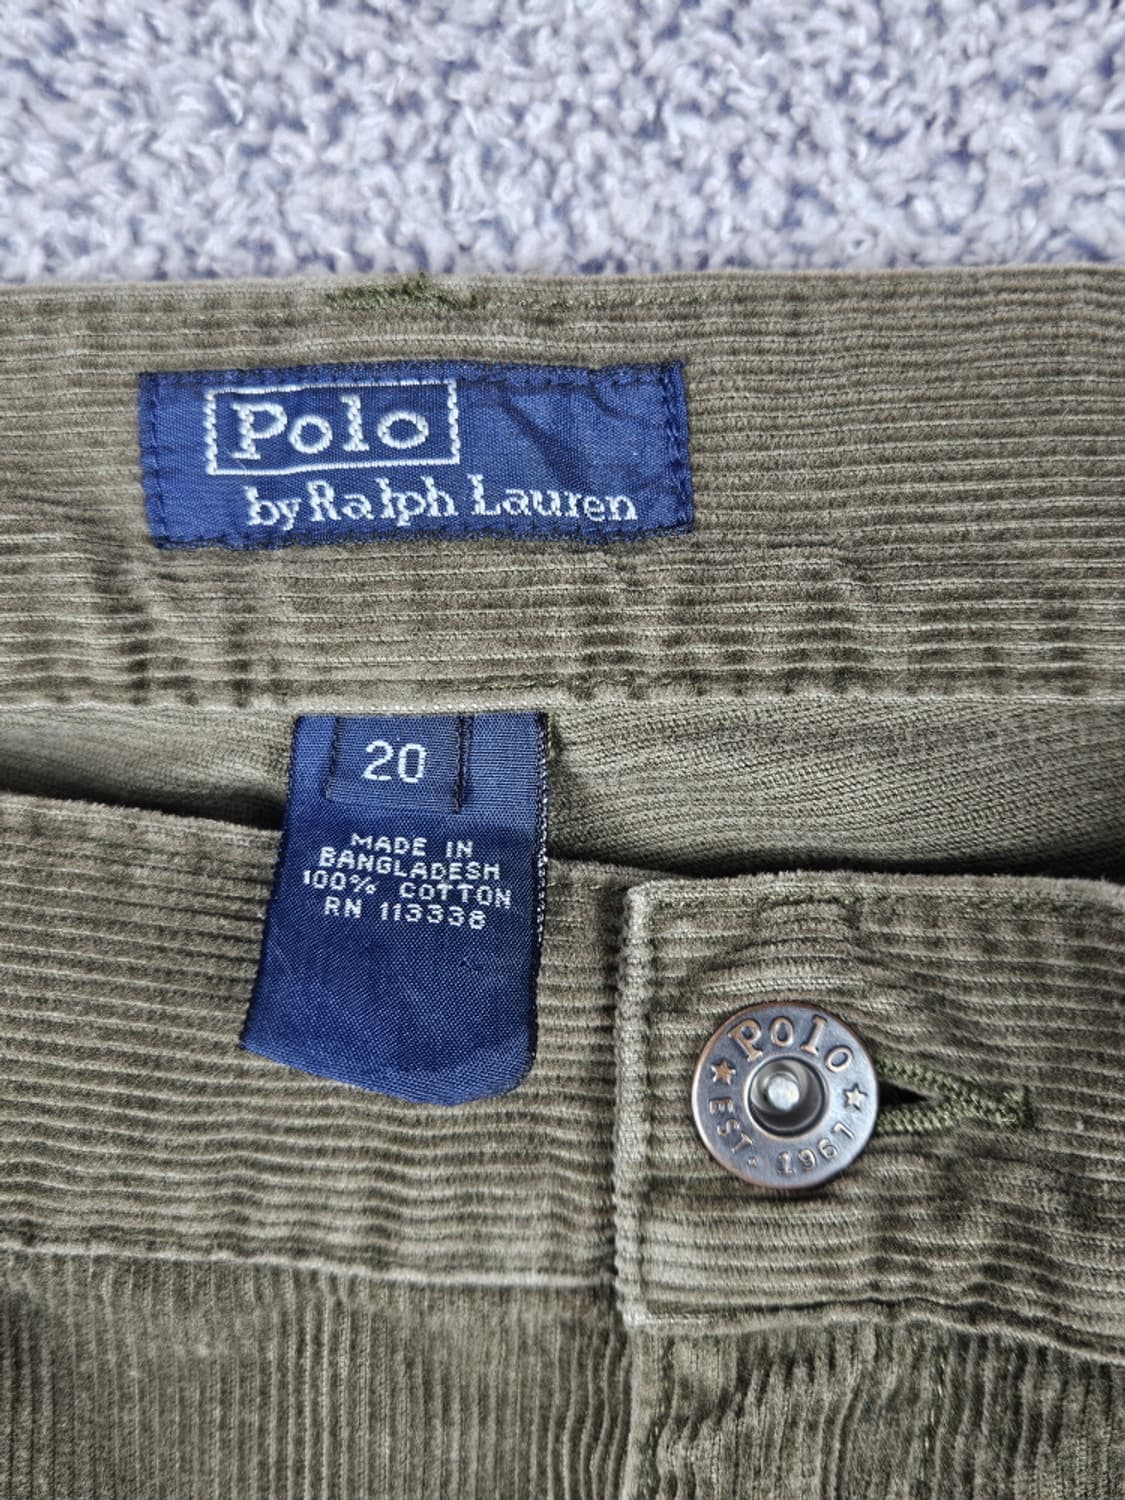 Polo
by Ralph Lauren
20
MADE IN
BANGLADESH
100% COTTON
RN 113338
Polo
EST. 1967